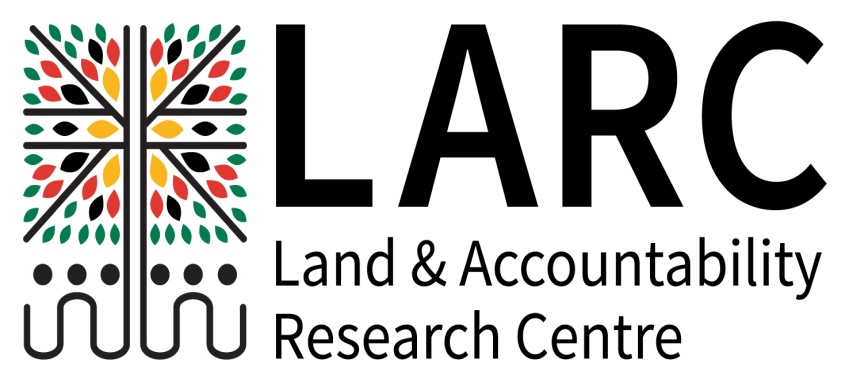 LARC
Land & Accountability
Research Centre